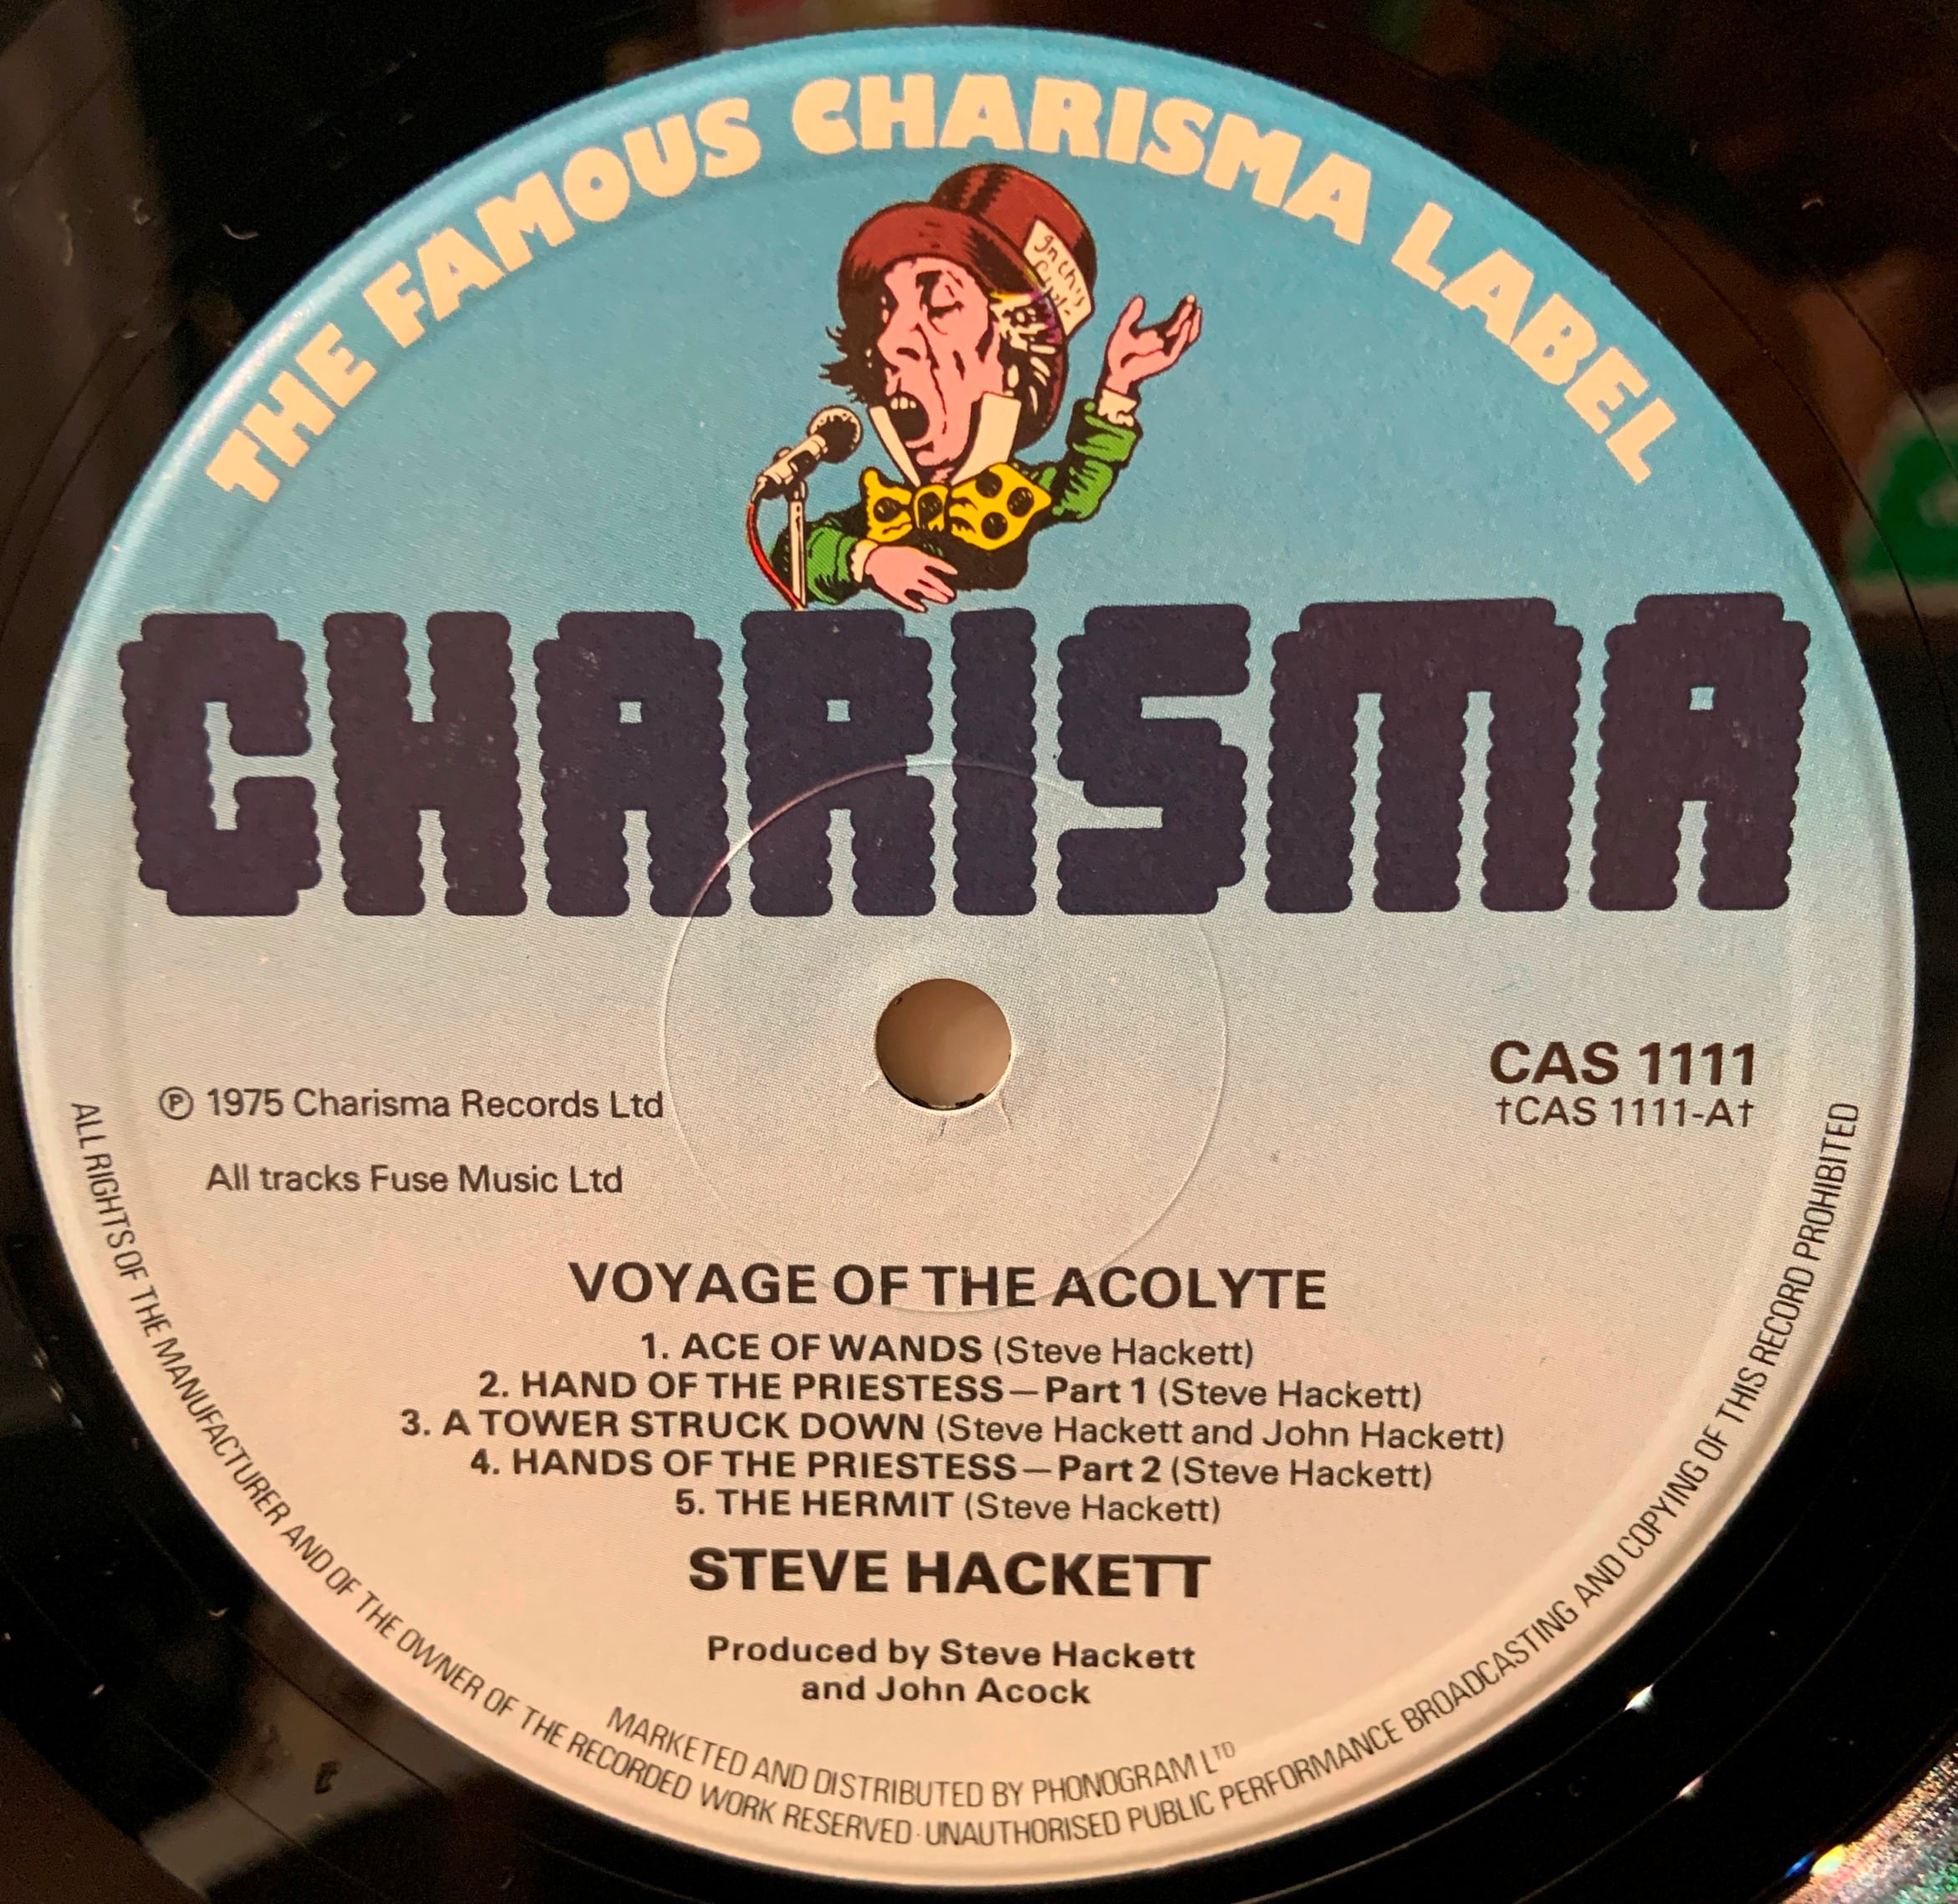 THE FAMOUS CHARISMA LABEL
In thys
CHARISMA
CAS 1111
†CAS 1111-A†
℗ 1975 Charisma Records Ltd
All tracks Fuse Music Ltd
VOYAGE OF THE ACOLYTE
1. ACE OF WANDS (Steve Hackett)
2. HAND OF THE PRIESTESS—Part 1 (Steve Hackett)
3. A TOWER STRUCK DOWN (Steve Hackett and John Hackett)
4. HANDS OF THE PRIESTESS—Part 2 (Steve Hackett)
5. THE HERMIT (Steve Hackett)
STEVE HACKETT
Produced by Steve Hackett
and John Acock
MARKETED AND DISTRIBUTED BY PHONOGRAM LTD
ALL RIGHTS OF THE MANUFACTURER AND OF THE OWNER OF THE RECORDED WORK RESERVED · UNAUTHORISED PUBLIC PERFORMANCE BROADCASTING AND COPYING OF THIS RECORD PROHIBITED